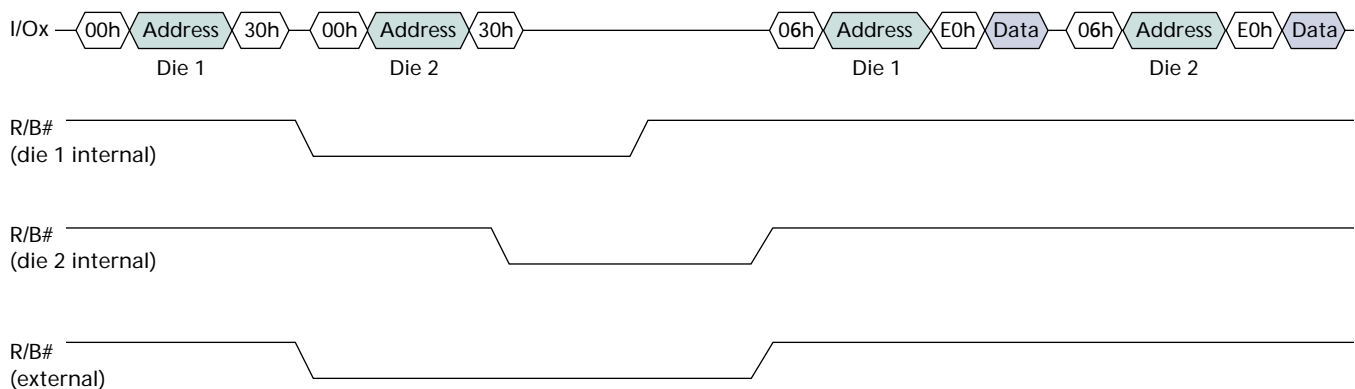 I/Ox 00h Address 30h 00h Address 30h 06h Address E0h Data 06h Address E0h Data
Die 1 Die 2 Die 1 Die 2
R/B#
(die 1 internal)
R/B#
(die 2 internal)
R/B#
(external)